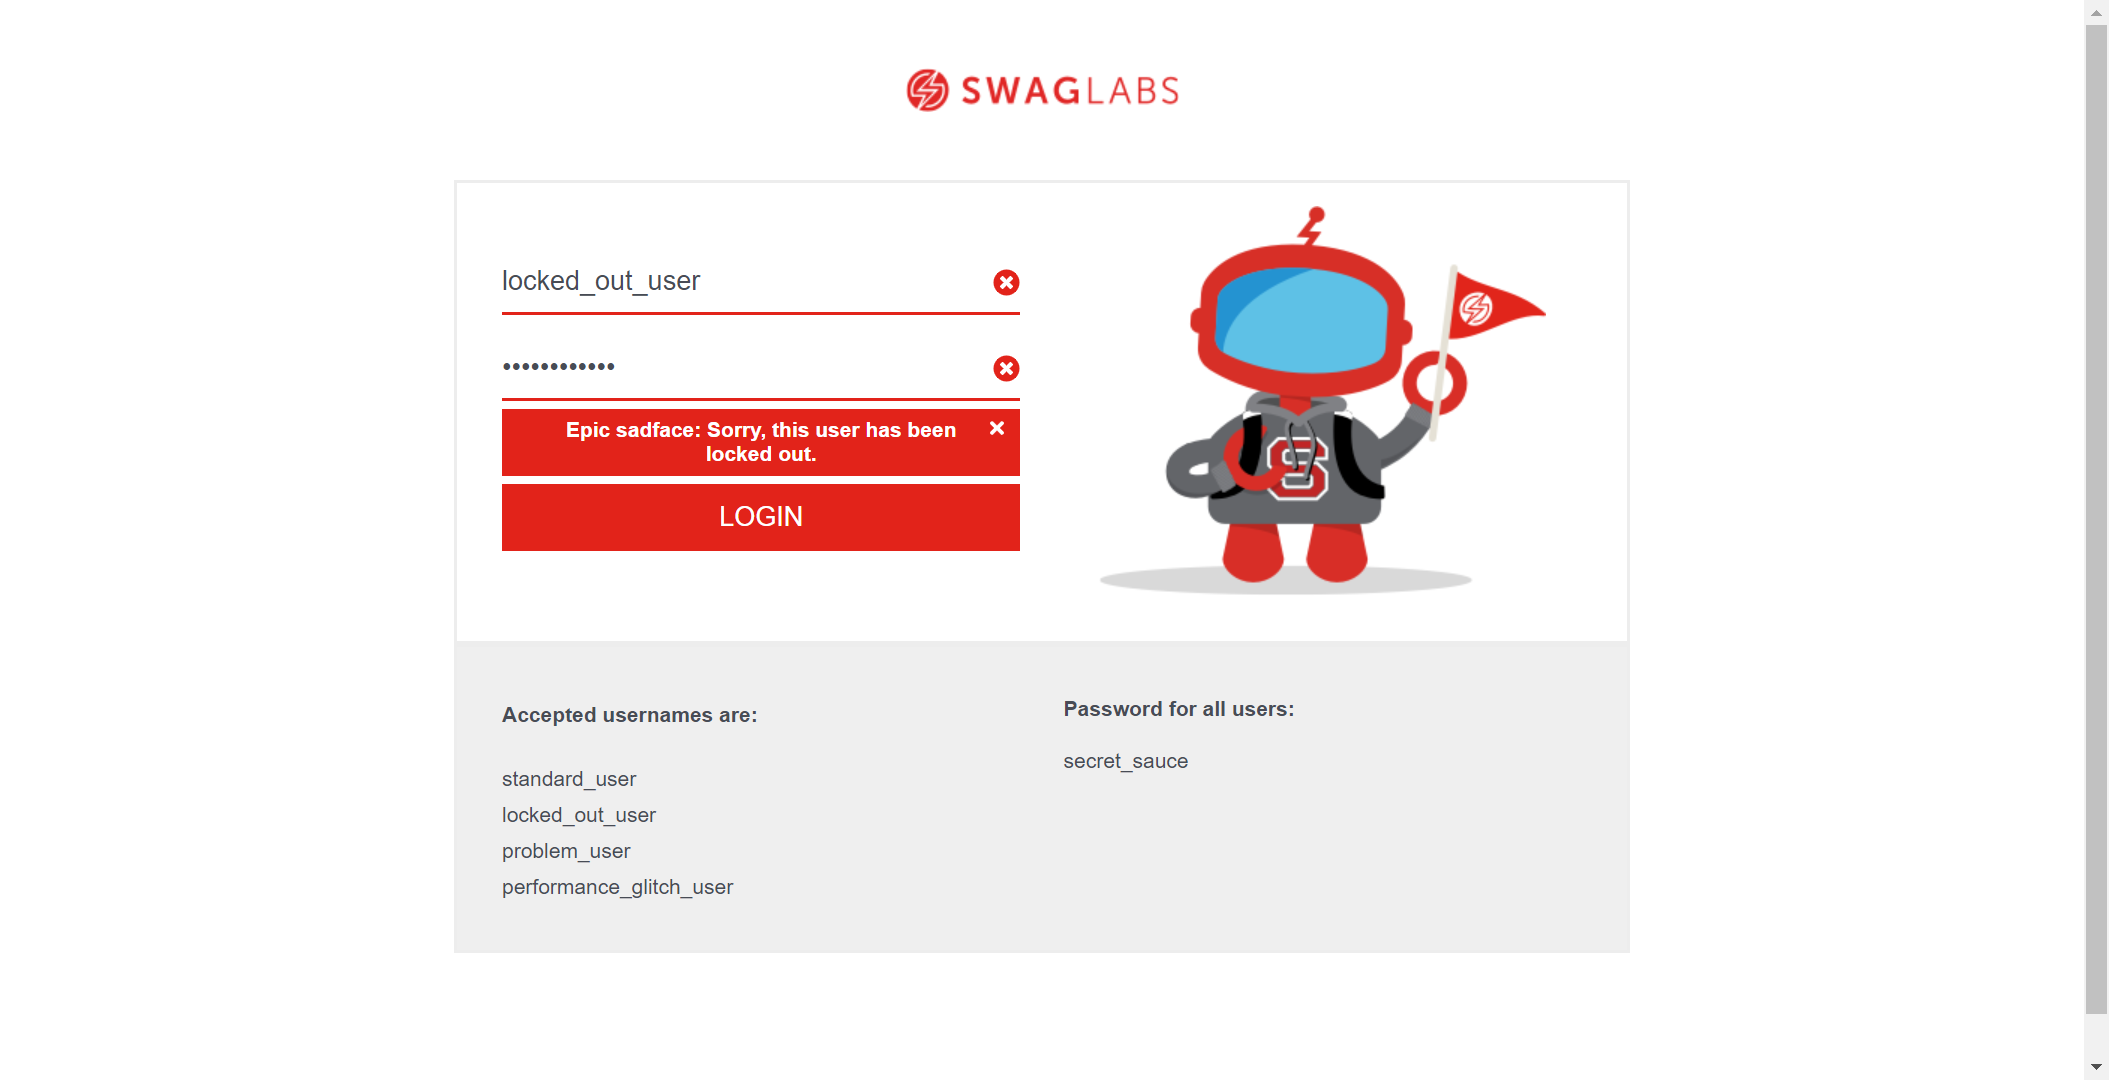 SWAGLABS
locked_out_user
••••••••••••
Epic sadface: Sorry, this user has been
locked out.
LOGIN
S
Accepted usernames are:
standard_user
locked_out_user
problem_user
performance_glitch_user
Password for all users:
secret_sauce